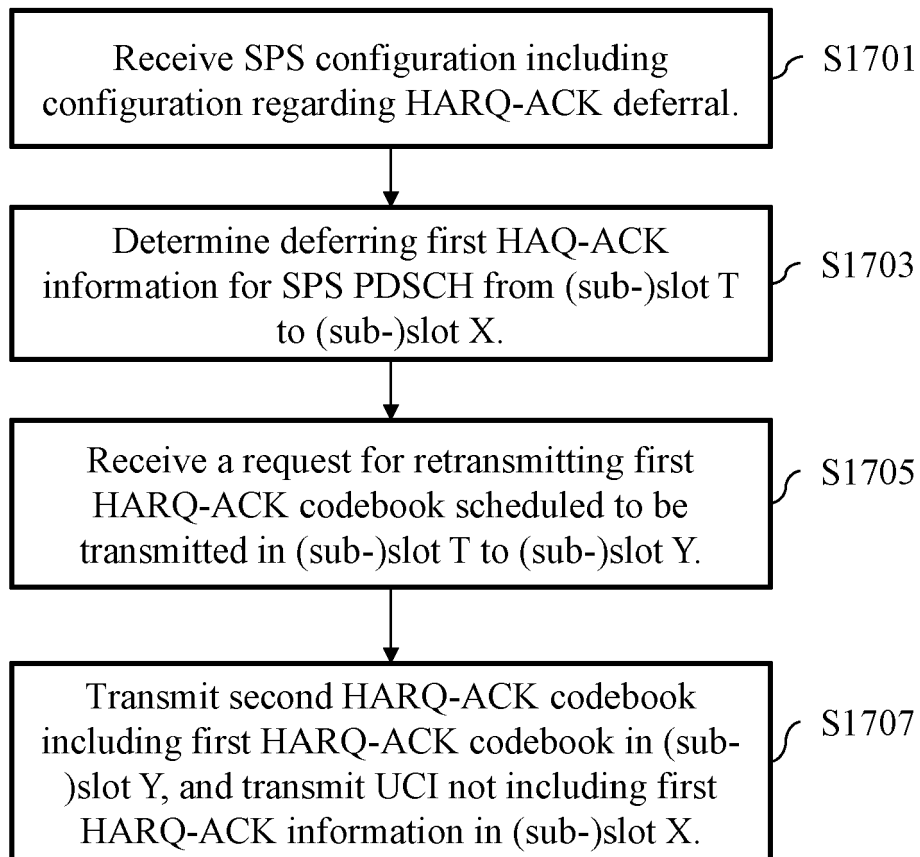 Receive SPS configuration including
configuration regarding HARQ-ACK deferral.
S1701
Determine deferring first HAQ-ACK
information for SPS PDSCH from (sub-)slot T
to (sub-)slot X.
S1703
Receive a request for retransmitting first
HARQ-ACK codebook scheduled to be
transmitted in (sub-)slot T to (sub-)slot Y.
S1705
Transmit second HARQ-ACK codebook
including first HARQ-ACK codebook in (sub-
)slot Y, and transmit UCI not including first
HARQ-ACK information in (sub-)slot X.
S1707